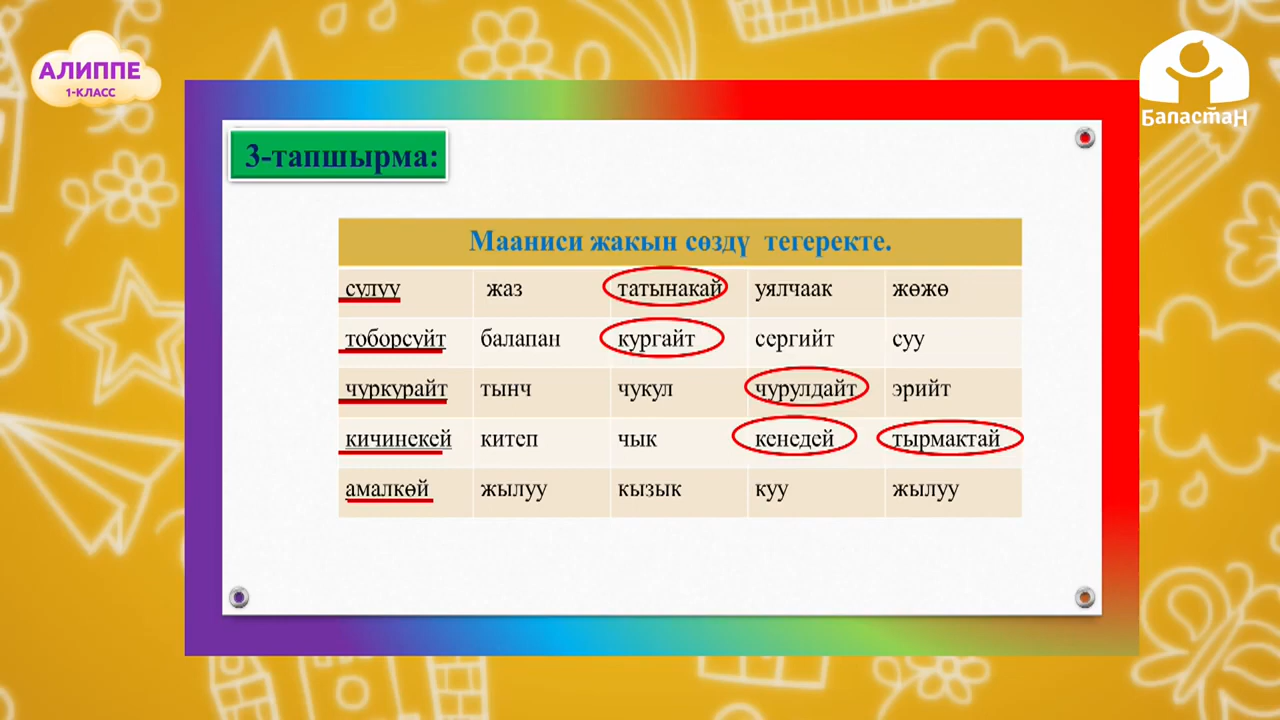 АЛИППЕ
1-КЛАСС
Баластан
3-тапшырма:
Мааниси жакын сөздү тегеректе.
сулуу жаз татынакай уялчаак жөжө
тоборсуйт балапан кургайт сергийт суу
чуркурайт тынч чукул чурулдайт эрийт
кичинекей китеп чык кенедей тырмактай
амалкөй жылуу кызык куу жылуу